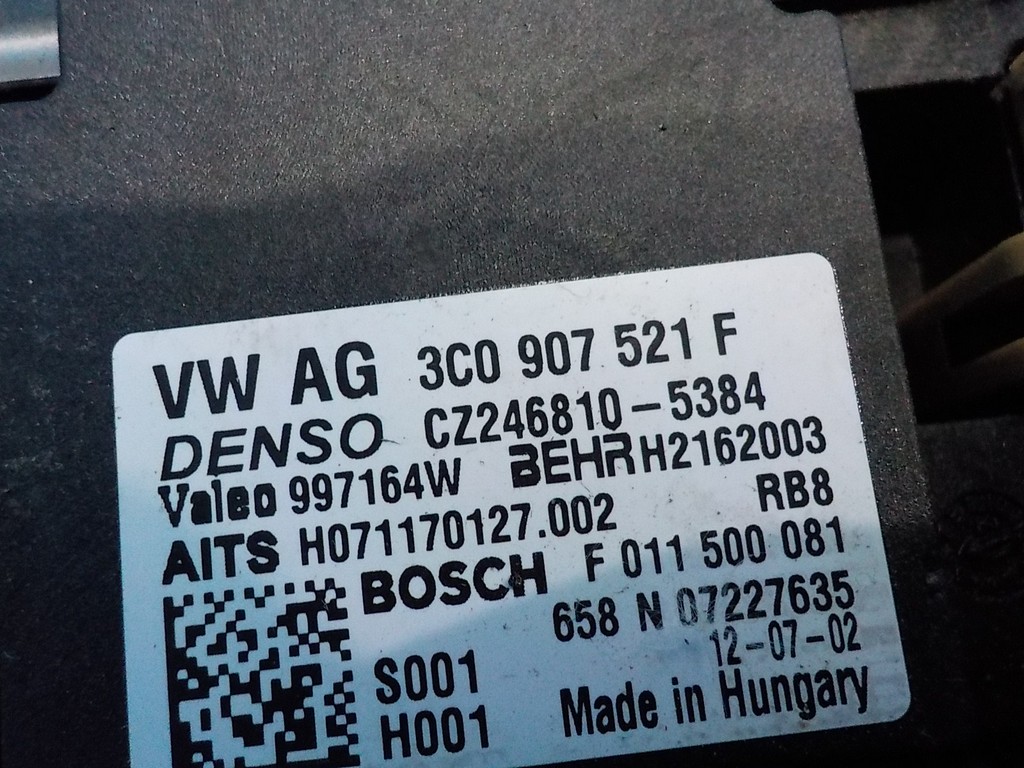 VW AG 3C0 907 521 F
DENSO CZ246810-5384
Valeo 997164W BEHR H2162003
AITS H071170127.002 RB8
BOSCH F 011 500 081
658 N 07227635
S001 12-07-02
H001 Made in Hungary